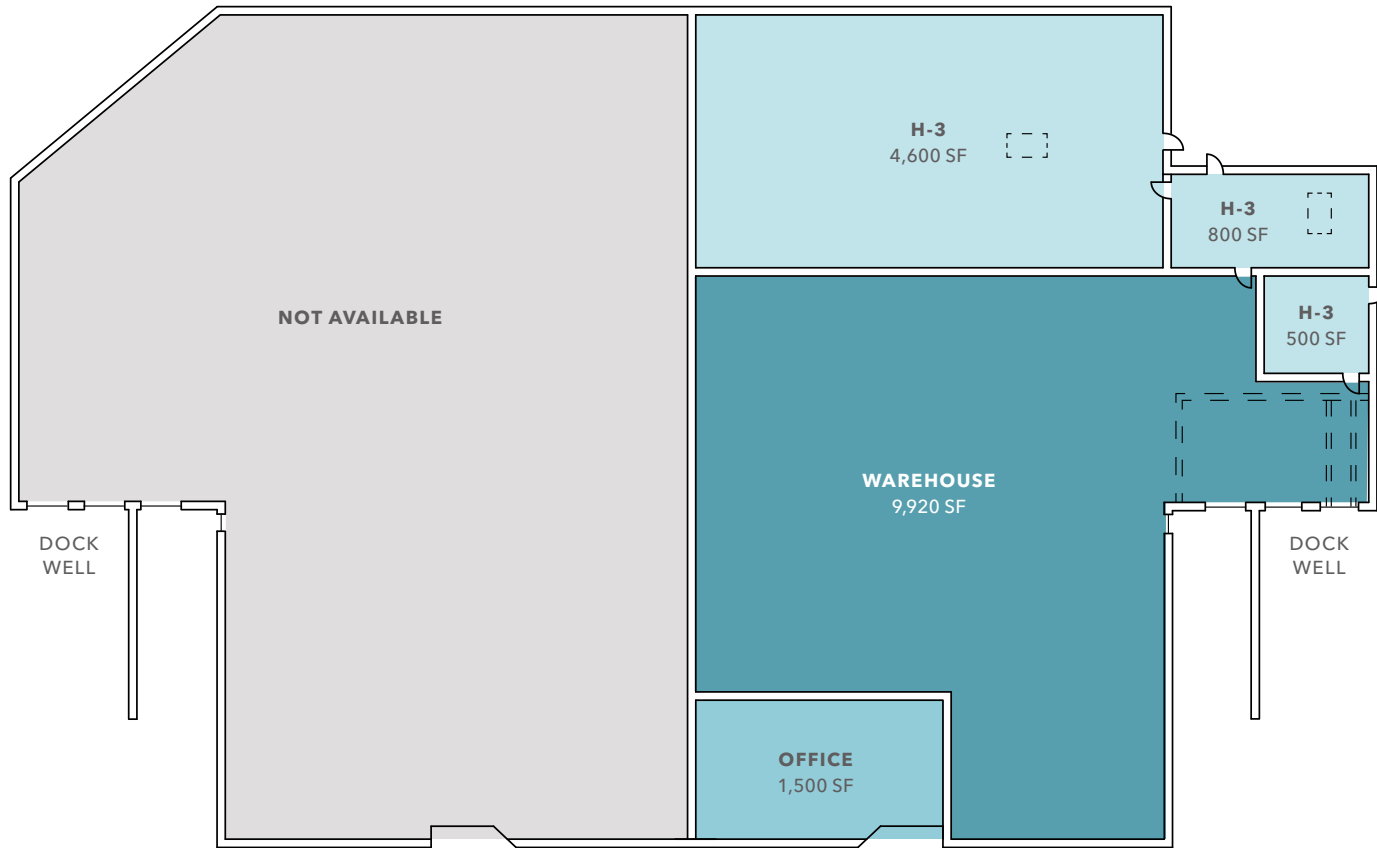 H-3
4,600 SF
H-3
800 SF
NOT AVAILABLE
H-3
500 SF
WAREHOUSE
9,920 SF
DOCK
WELL
DOCK
WELL
OFFICE
1,500 SF